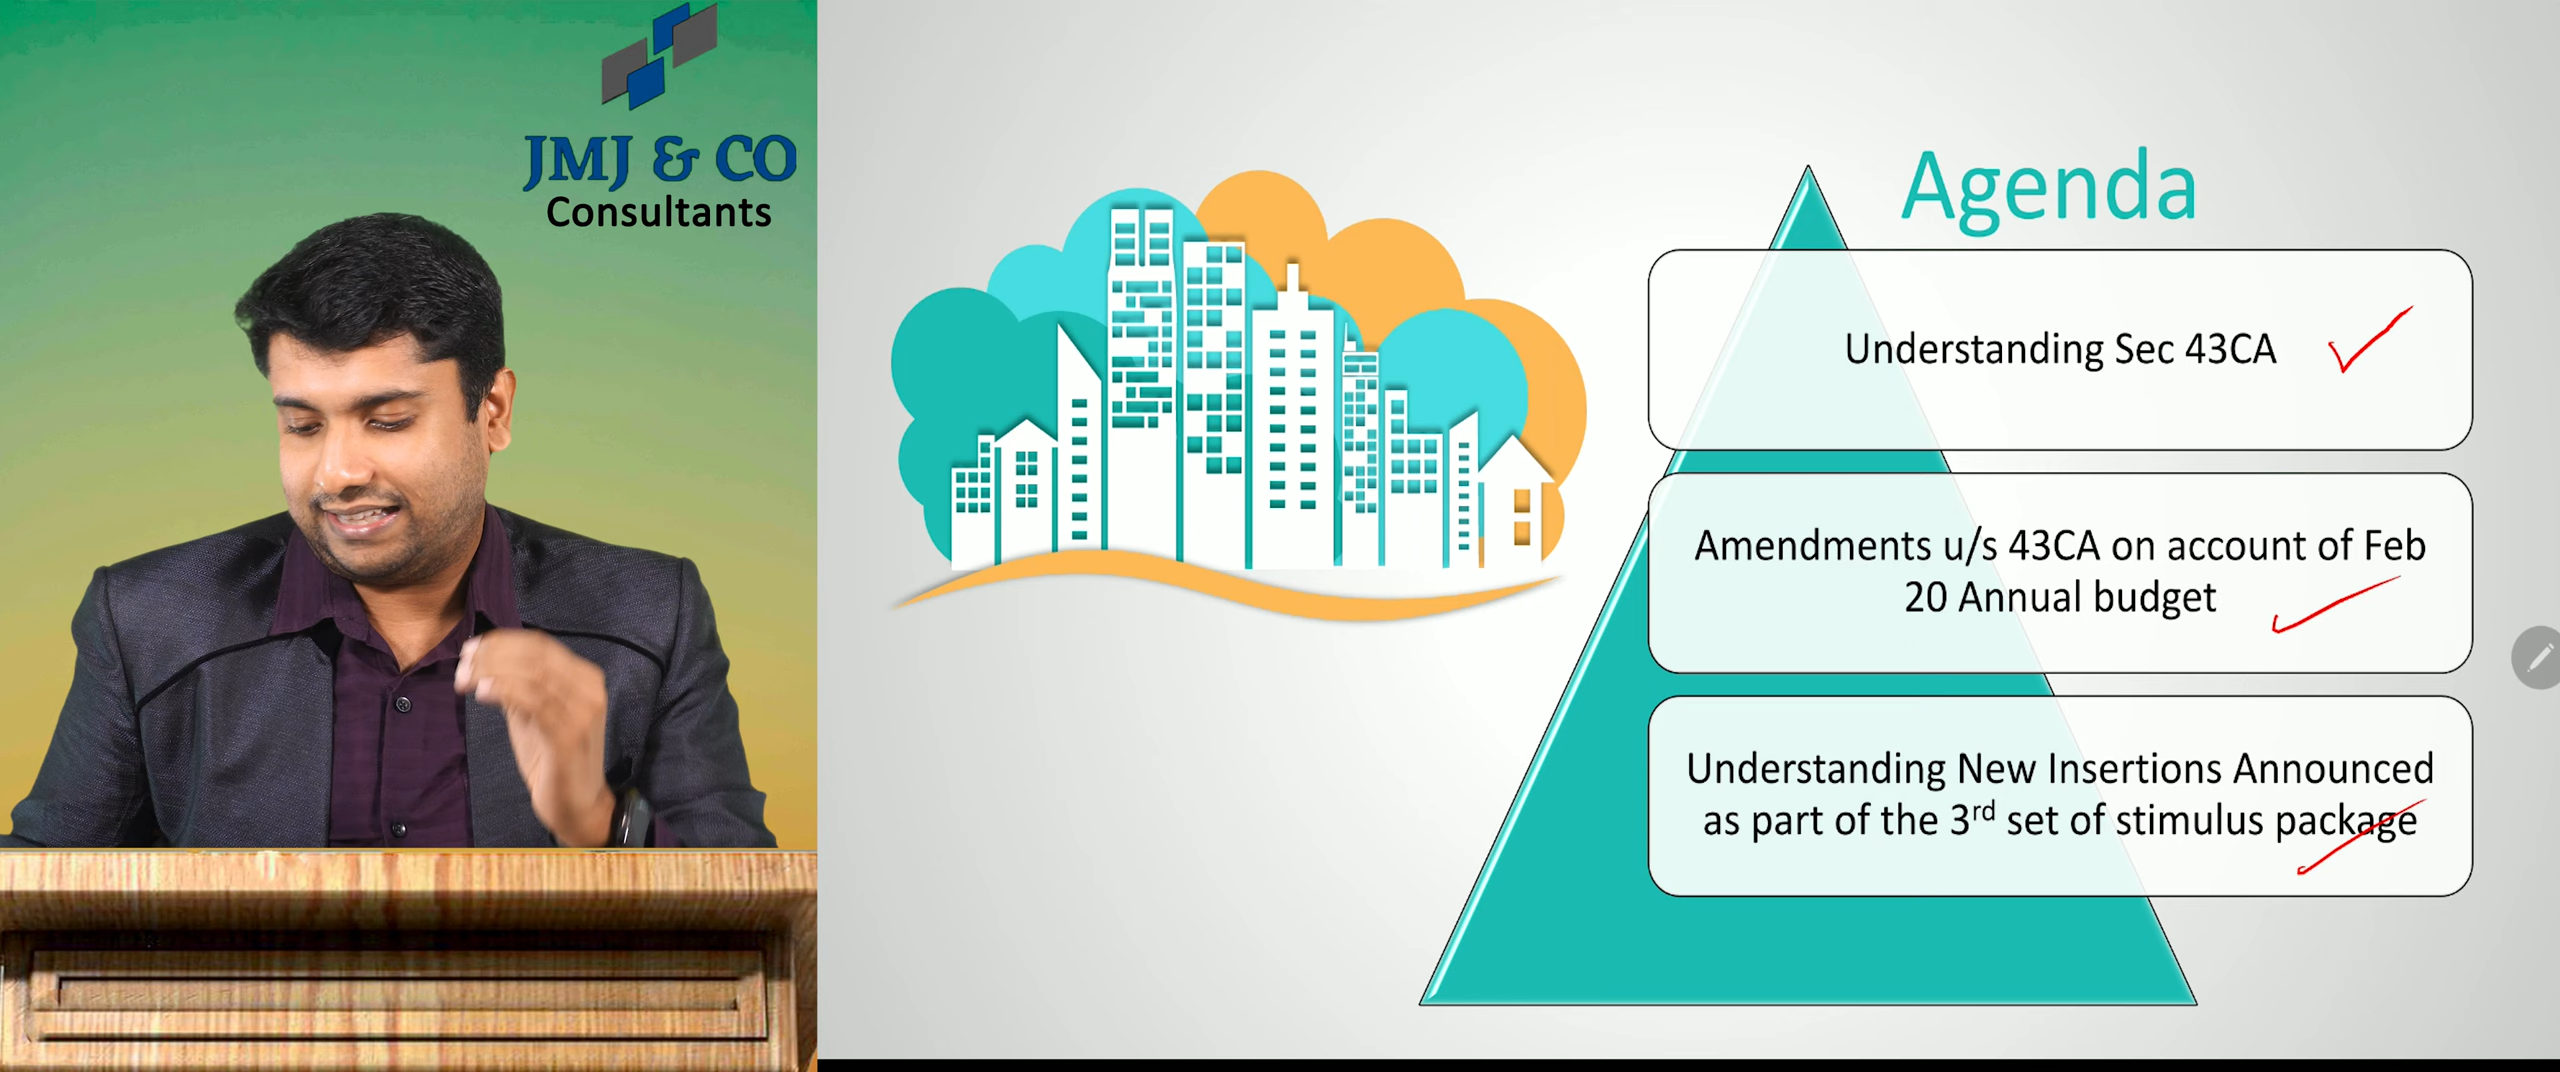 JMJ & CO
Consultants
Agenda
Understanding Sec 43CA
Amendments u/s 43CA on account of Feb
20 Annual budget
Understanding New Insertions Announced
as part of the 3rd set of stimulus package